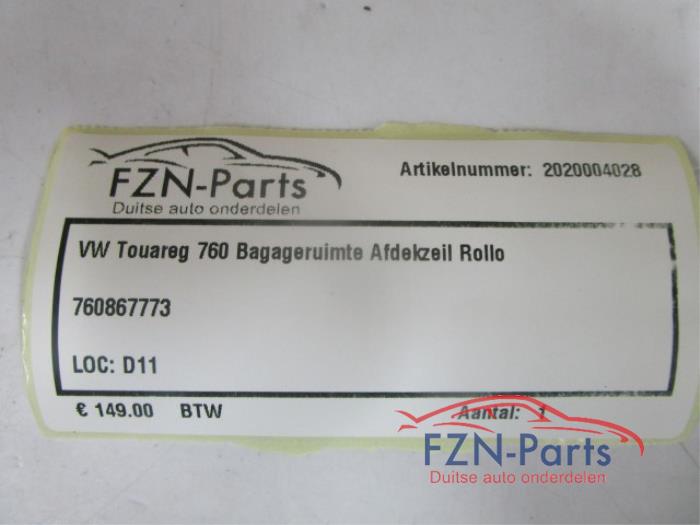 FZN-Parts
Duitse auto onderdelen
Artikelnummer: 2020004028
VW Touareg 760 Bagageruimte Afdekzeil Rollo
760867773
LOC: D11
€ 149.00 BTW
Aantal: 1
FZN-Parts
Duitse auto onderdelen